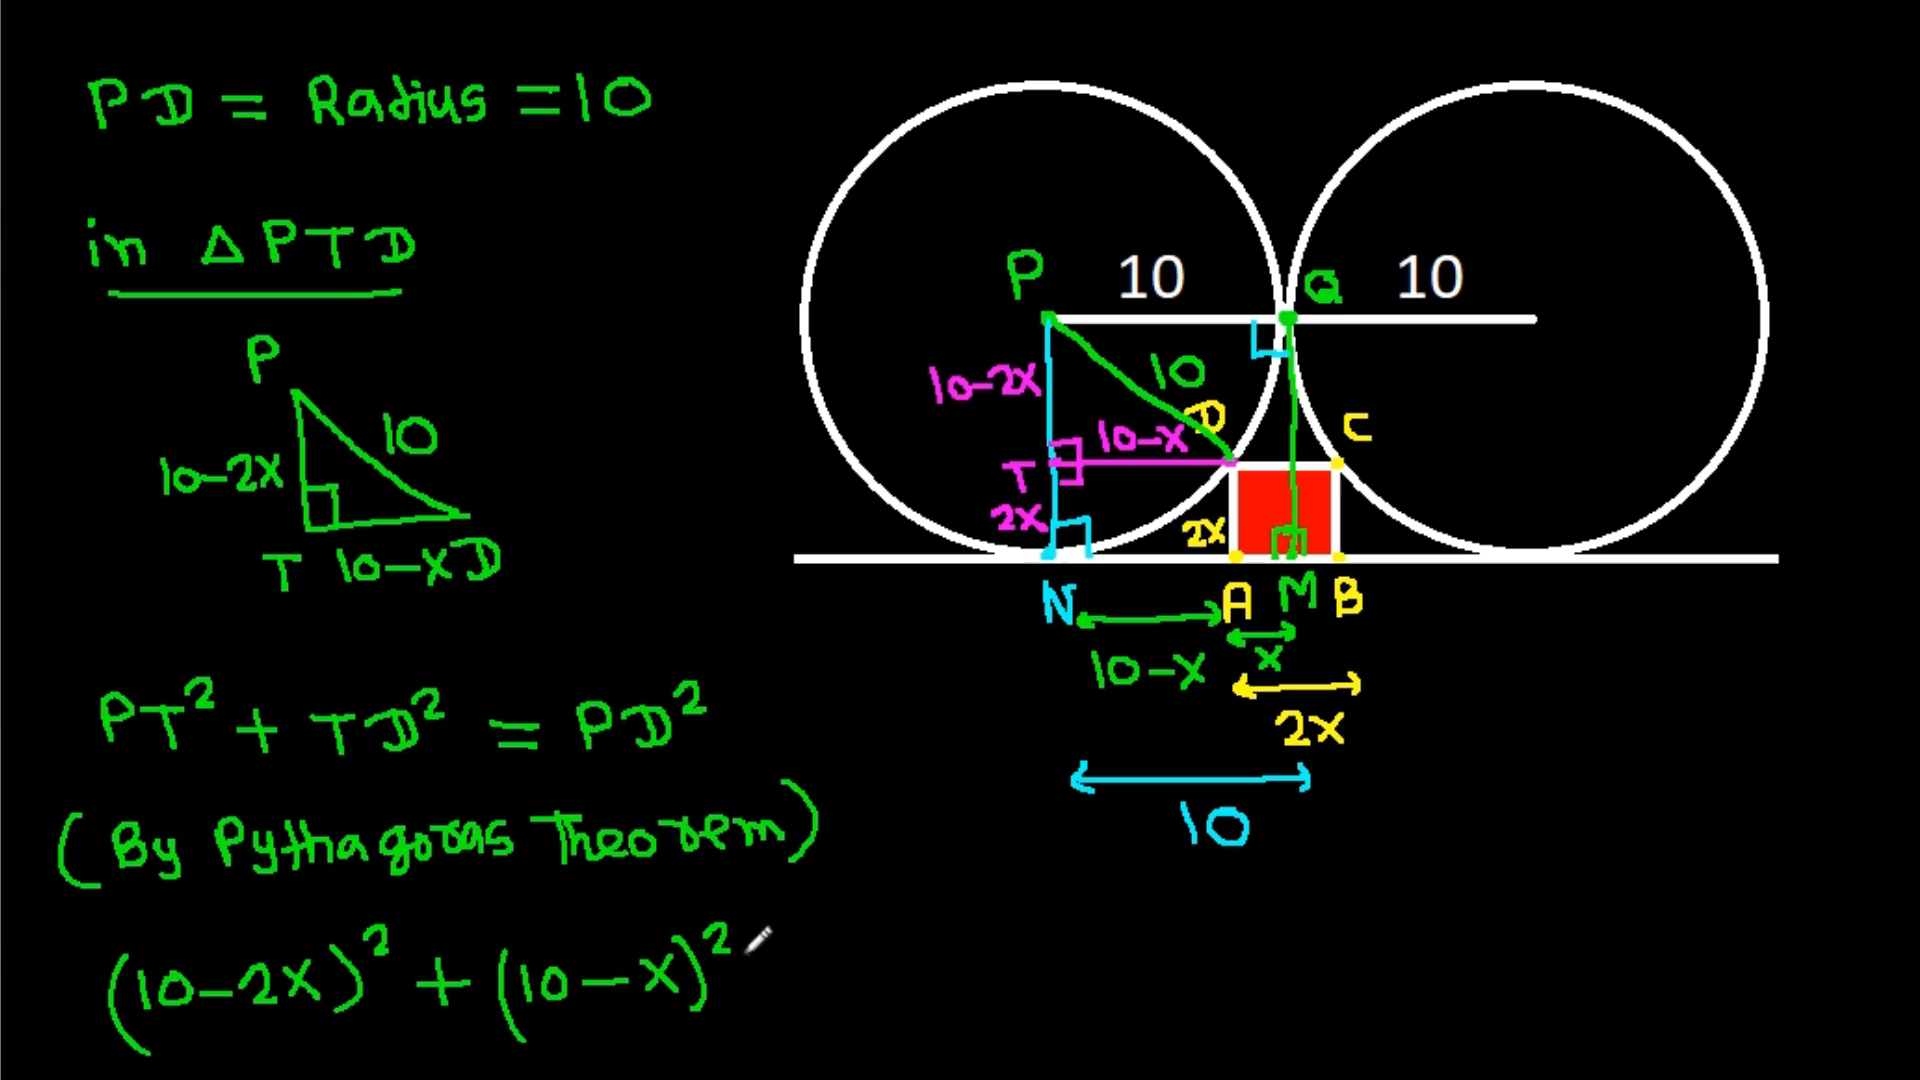 PD = Radius = 10
in Δ PTD
P
10-2x
10
T 10-x D
PT² + TD² = PD²
(By Pythagoras Theorem)
(10-2x)² + (10-x)²
P 10 Q 10
10-2x 10
10-x D C
T
2x 2x
N A M B
10-x x
2x
10